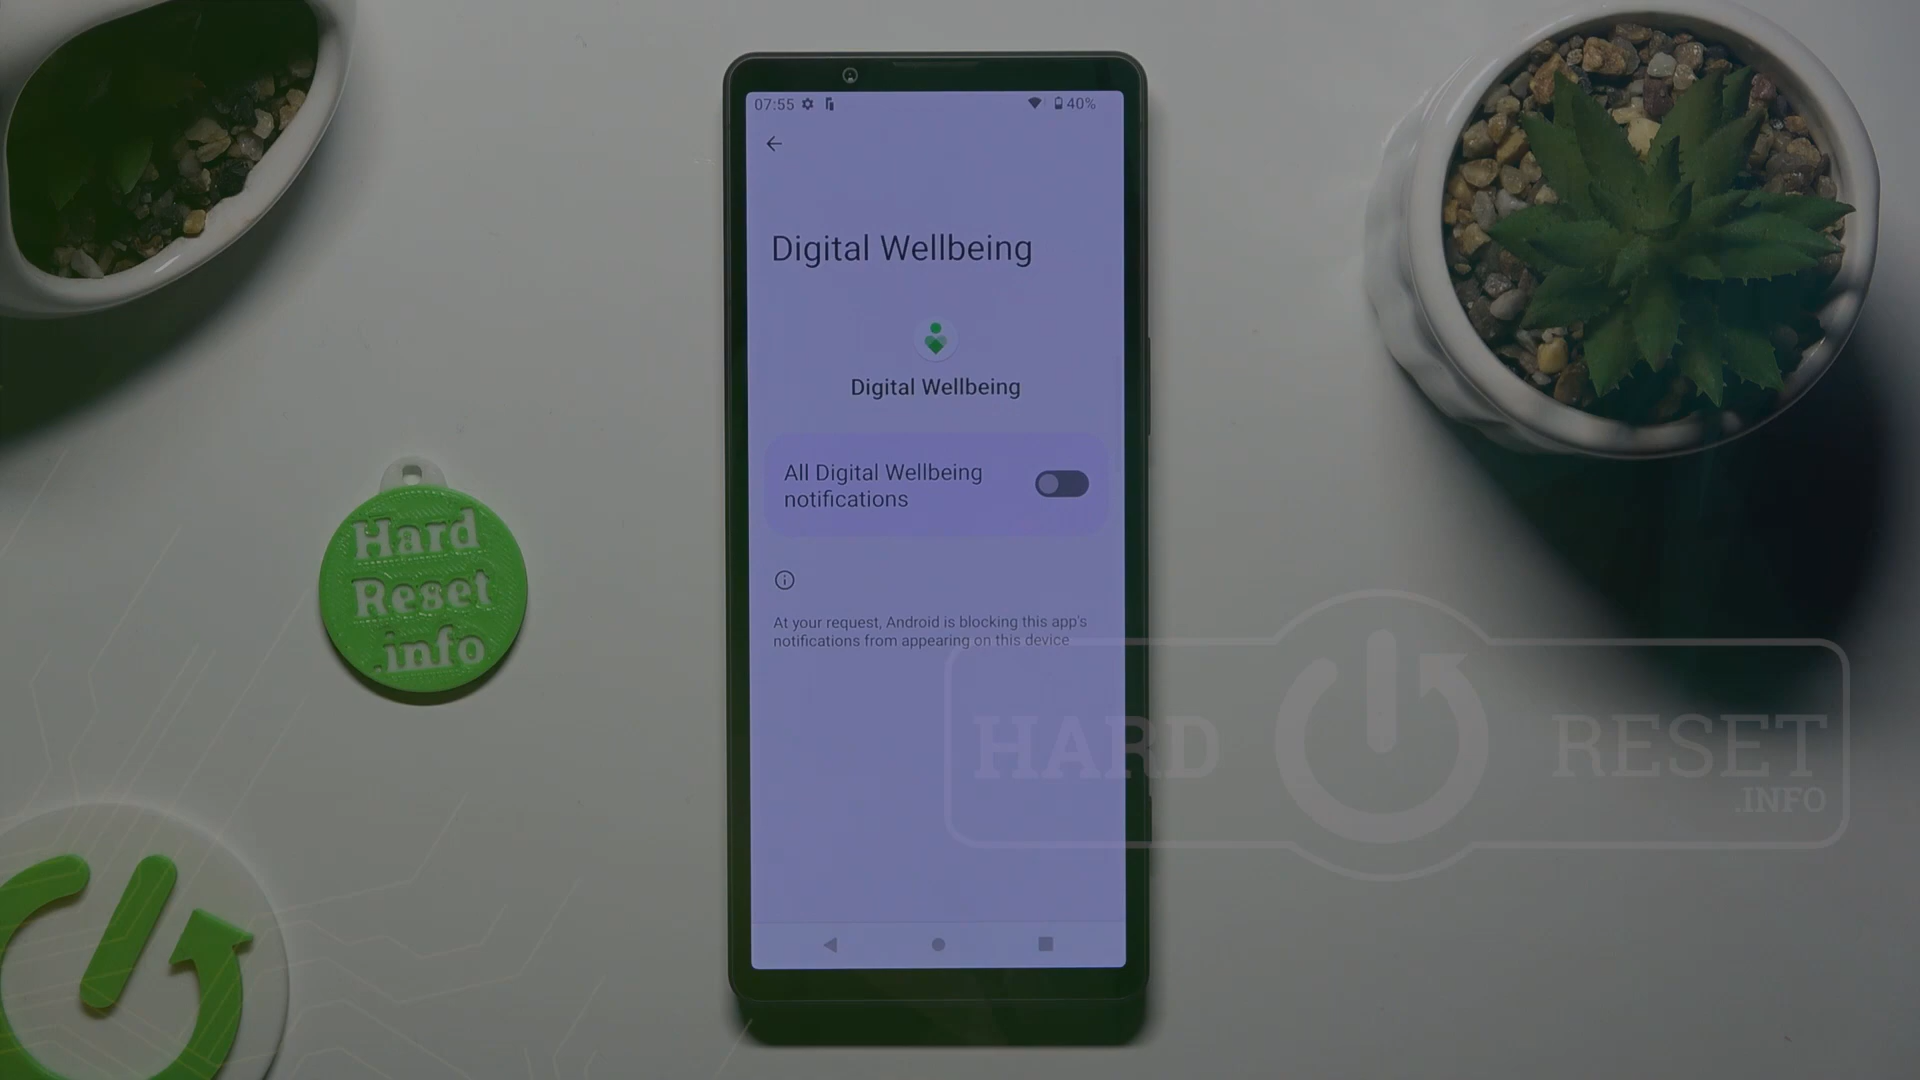 07:55
40%
Digital Wellbeing
Digital Wellbeing
All Digital Wellbeing
notifications
At your request, Android is blocking this app's
notifications from appearing on this device
Hard
Reset
.info
HARD RESET
.INFO